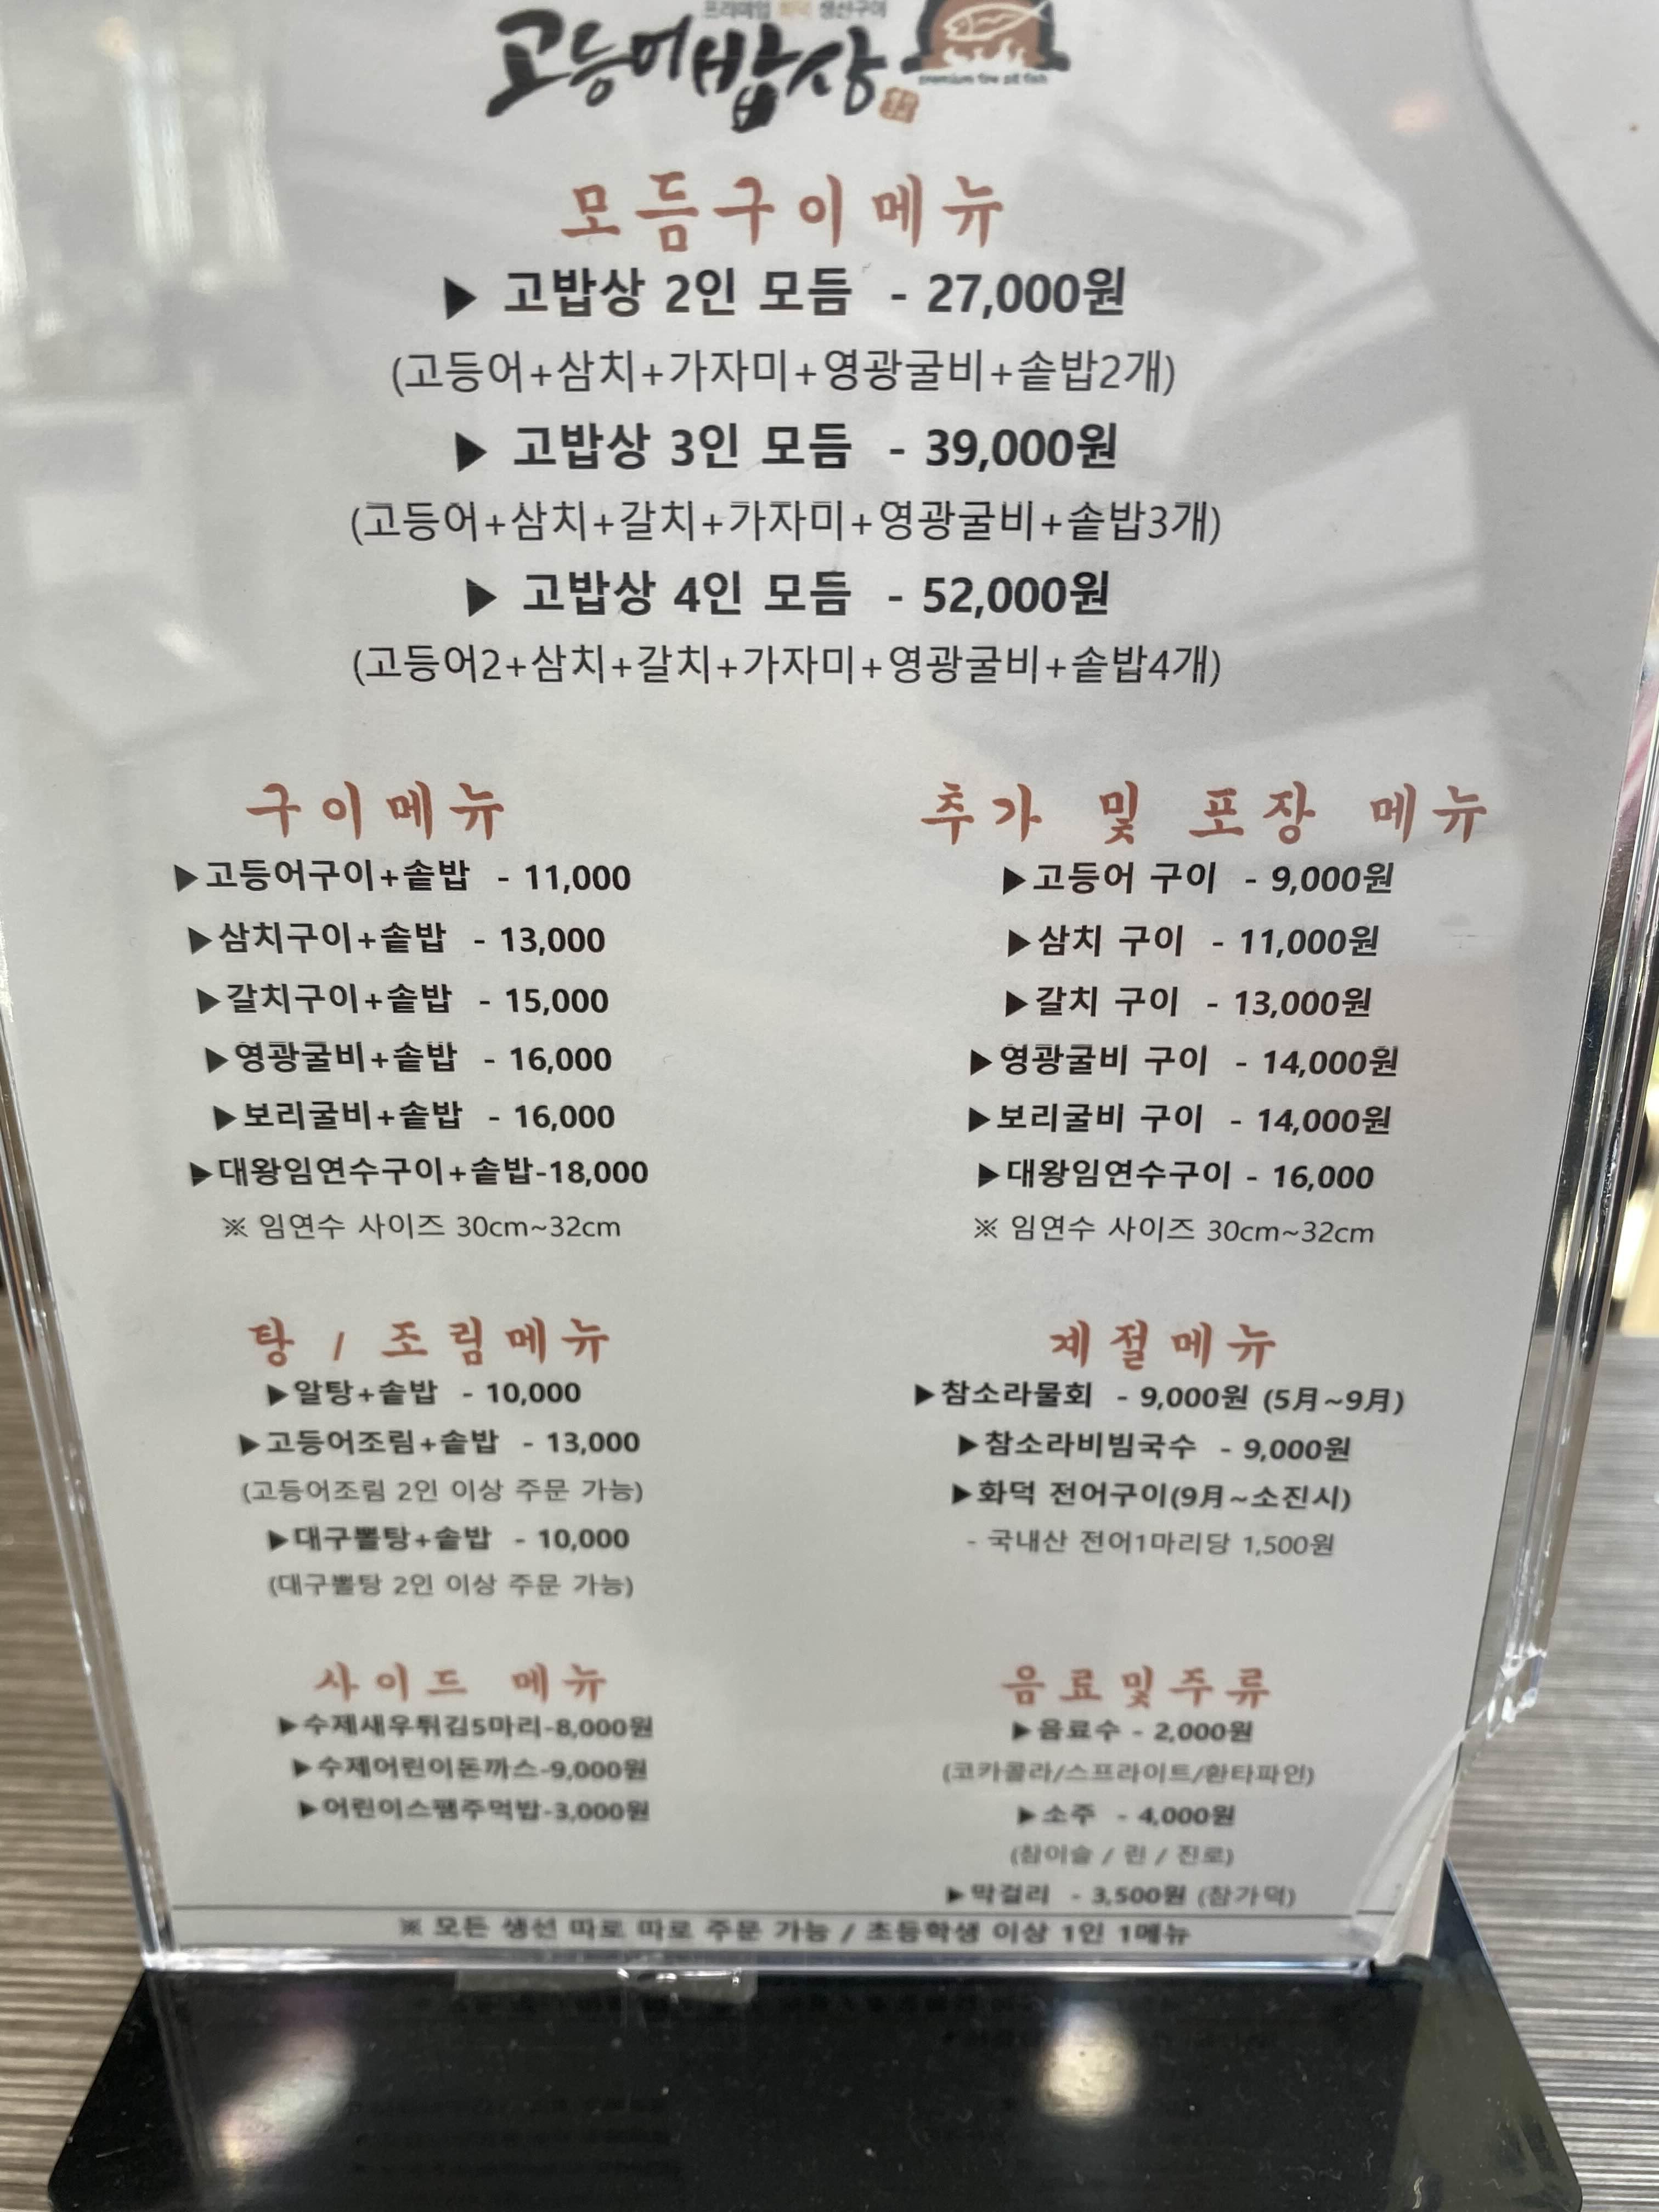 프리미엄 화덕 생선구이
고등어밥상
premium fire pit fish
모듬구이메뉴
▶ 고밥상 2인 모듬 - 27,000원
(고등어+삼치+가자미+영광굴비+솥밥2개)
▶ 고밥상 3인 모듬 - 39,000원
(고등어+삼치+갈치+가자미+영광굴비+솥밥3개)
▶ 고밥상 4인 모듬 - 52,000원
(고등어2+삼치+갈치+가자미+영광굴비+솥밥4개)
구이메뉴
▶고등어구이+솥밥 - 11,000
▶삼치구이+솥밥 - 13,000
▶갈치구이+솥밥 - 15,000
▶영광굴비+솥밥 - 16,000
▶보리굴비+솥밥 - 16,000
▶대왕임연수구이+솥밥-18,000
※ 임연수 사이즈 30cm~32cm
추가 및 포장 메뉴
▶고등어 구이 - 9,000원
▶삼치 구이 - 11,000원
▶갈치 구이 - 13,000원
▶영광굴비 구이 - 14,000원
▶보리굴비 구이 - 14,000원
▶대왕임연수구이 - 16,000
※ 임연수 사이즈 30cm~32cm
탕 / 조림메뉴
▶알탕+솥밥 - 10,000
▶고등어조림+솥밥 - 13,000
(고등어조림 2인 이상 주문 가능)
▶대구뽈탕+솥밥 - 10,000
(대구뽈탕 2인 이상 주문 가능)
계절메뉴
▶참소라물회 - 9,000원 (5月~9月)
▶참소라비빔국수 - 9,000원
▶화덕 전어구이(9月~소진시)
- 국내산 전어1마리당 1,500원
사이드 메뉴
▶수제새우튀김5마리-8,000원
▶수제어린이돈까스-9,000원
▶어린이스팸주먹밥-3,000원
음료및주류
▶음료수 - 2,000원
(코카콜라/스프라이트/환타파인)
▶소주 - 4,000원
(참이슬 / 린 / 진로)
▶막걸리 - 3,500원 (참가덕)
※ 모든 생선 따로 따로 주문 가능 / 초등학생 이상 1인 1메뉴